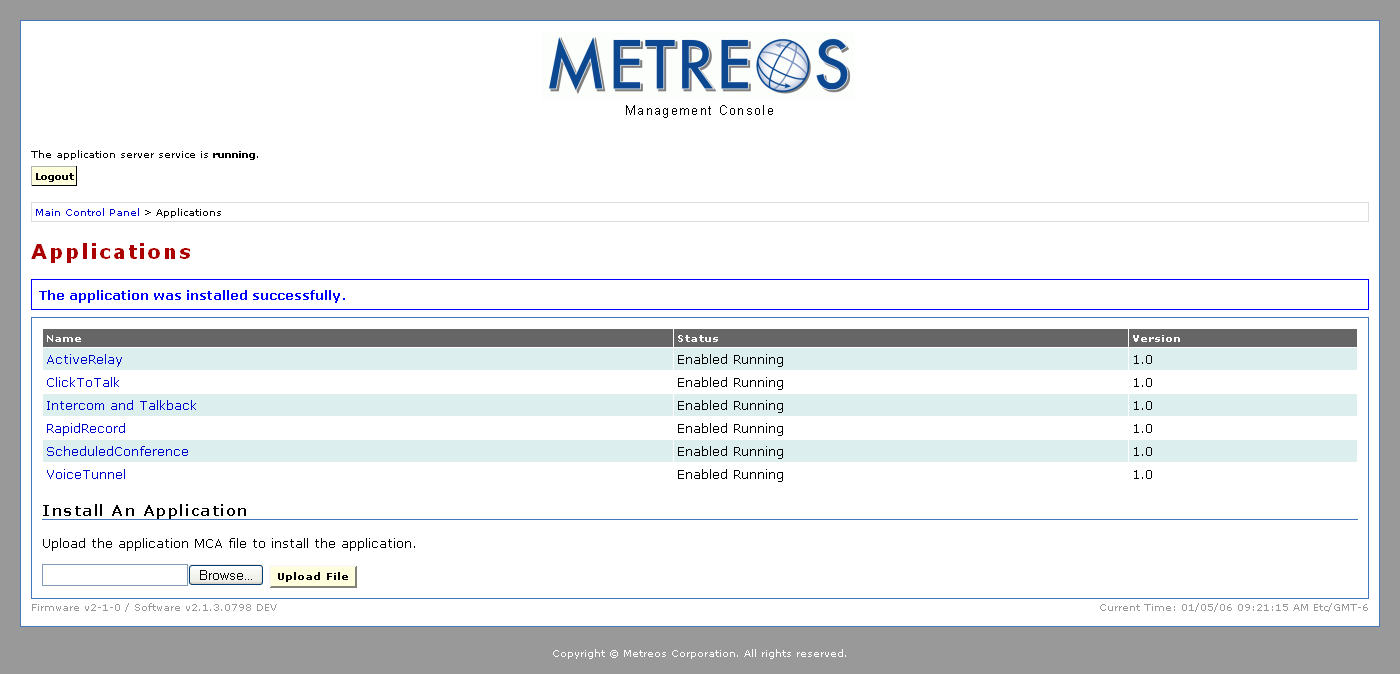 METREOS
Management Console
The application server service is running.
Logout
Main Control Panel > Applications
Applications
The application was installed successfully.
Name Status Version
ActiveRelay Enabled Running 1.0
ClickToTalk Enabled Running 1.0
Intercom and Talkback Enabled Running 1.0
RapidRecord Enabled Running 1.0
ScheduledConference Enabled Running 1.0
VoiceTunnel Enabled Running 1.0
Install An Application
Upload the application MCA file to install the application.
Browse... Upload File
Firmware v2-1-0 / Software v2.1.3.0798 DEV Current Time: 01/05/06 09:21:15 AM Etc/GMT-6
Copyright © Metreos Corporation. All rights reserved.